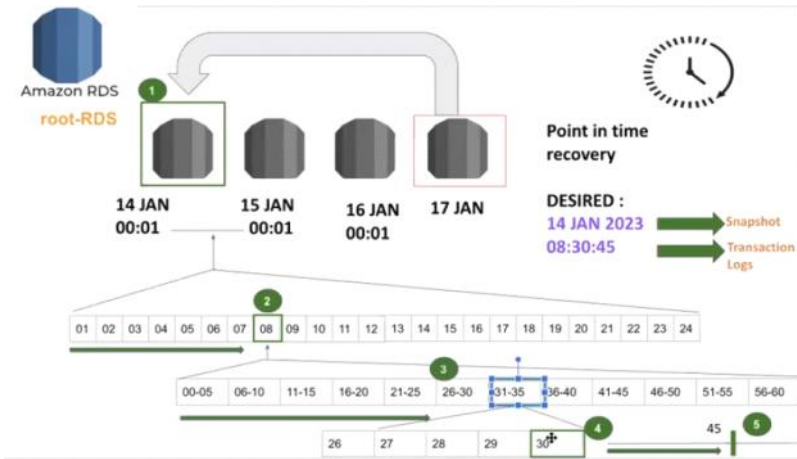 Amazon RDS
root-RDS
1
14 JAN
00:01
15 JAN
00:01
16 JAN
00:01
17 JAN
Point in time
recovery
DESIRED :
14 JAN 2023
08:30:45
Snapshot
Transaction
Logs
2
01 02 03 04 05 06 07 08 09 10 11 12 13 14 15 16 17 18 19 20 21 22 23 24
3
00-05 06-10 11-15 16-20 21-25 26-30 31-35 36-40 41-45 46-50 51-55 56-60
26 27 28 29 30
4
45
5